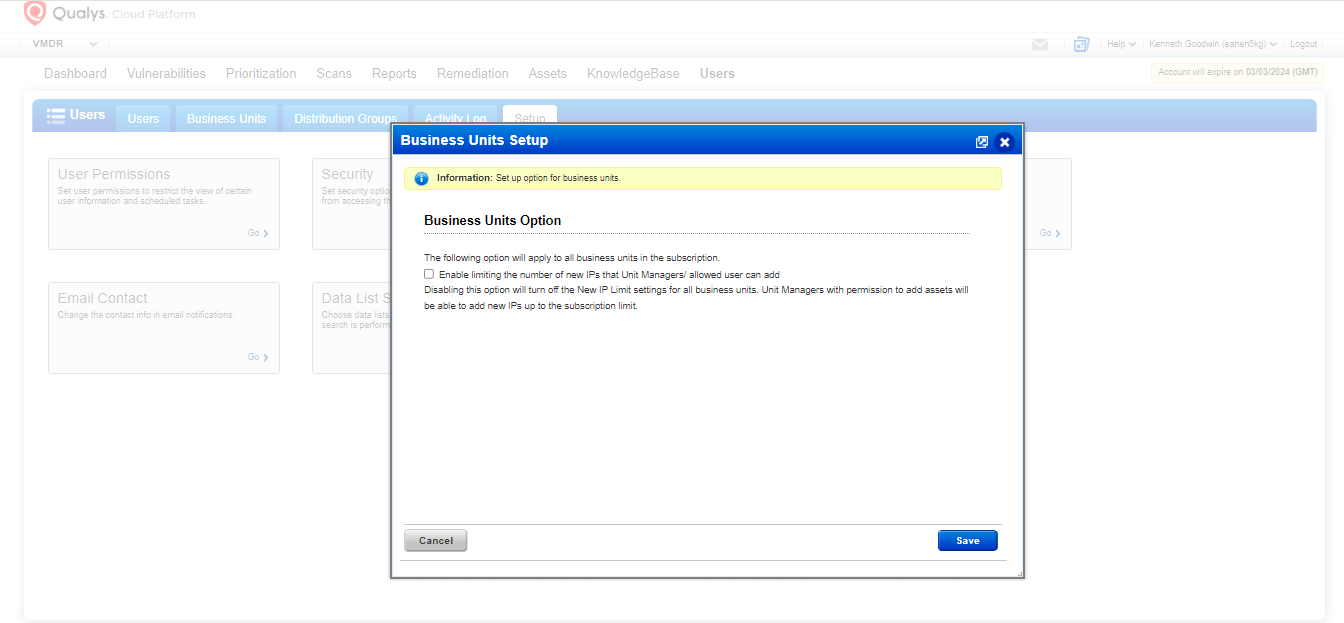 Qualys. Cloud Platform
VMDR
Help
Kenneth Goodwin (eanen6kg)
Logout
Dashboard Vulnerabilities Prioritization Scans Reports Remediation Assets KnowledgeBase Users
Account will expire on 03/03/2024 (GMT)
Users Users Business Units Distribution Groups Activity Log Setup
Business Units Setup
Information: Set up option for business units.
Business Units Option
The following option will apply to all business units in the subscription.
Enable limiting the number of new IPs that Unit Managers/ allowed user can add
Disabling this option will turn off the New IP Limit settings for all business units. Unit Managers with permission to add assets will
be able to add new IPs up to the subscription limit.
Cancel Save
User Permissions
Set user permissions to restrict the view of certain
user information and scheduled tasks.
Go
Security
Set security optio
from accessing th
Go
Email Contact
Change the contact info in email notifications.
Go
Data List S
Choose data lists
search is perform